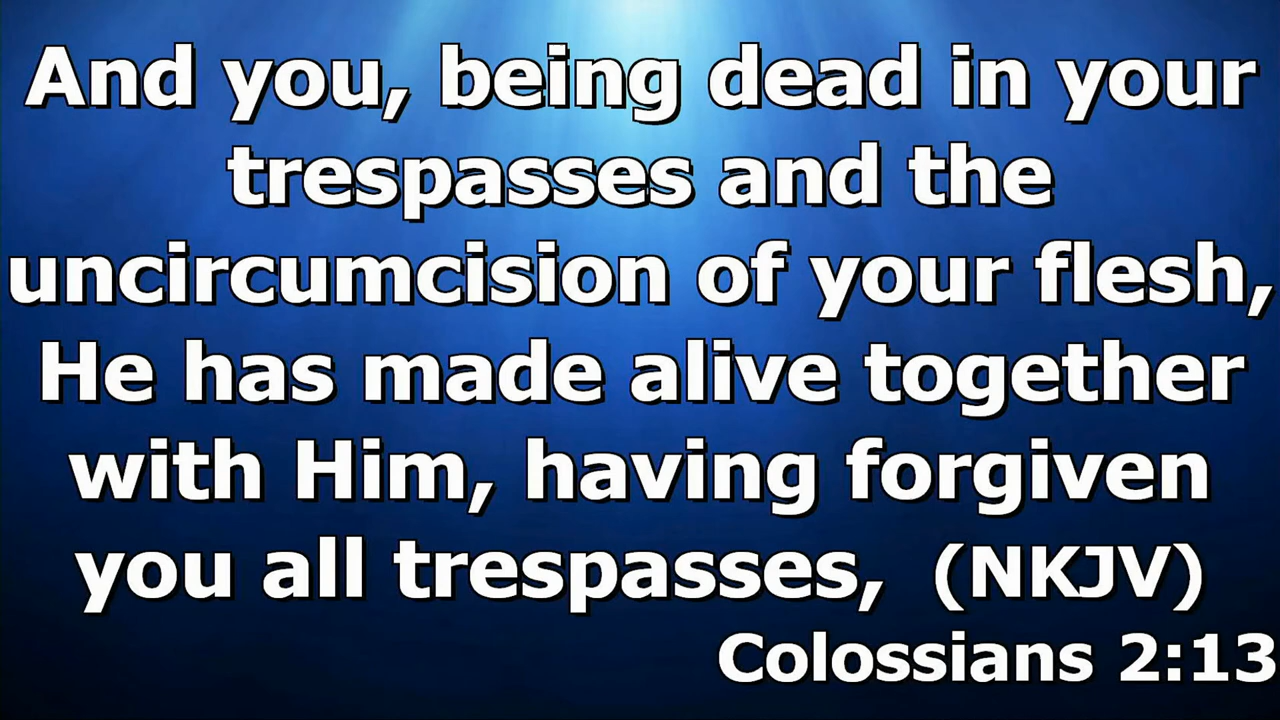 And you, being dead in your
trespasses and the
uncircumcision of your flesh,
He has made alive together
with Him, having forgiven
you all trespasses,  (NKJV)
Colossians 2:13